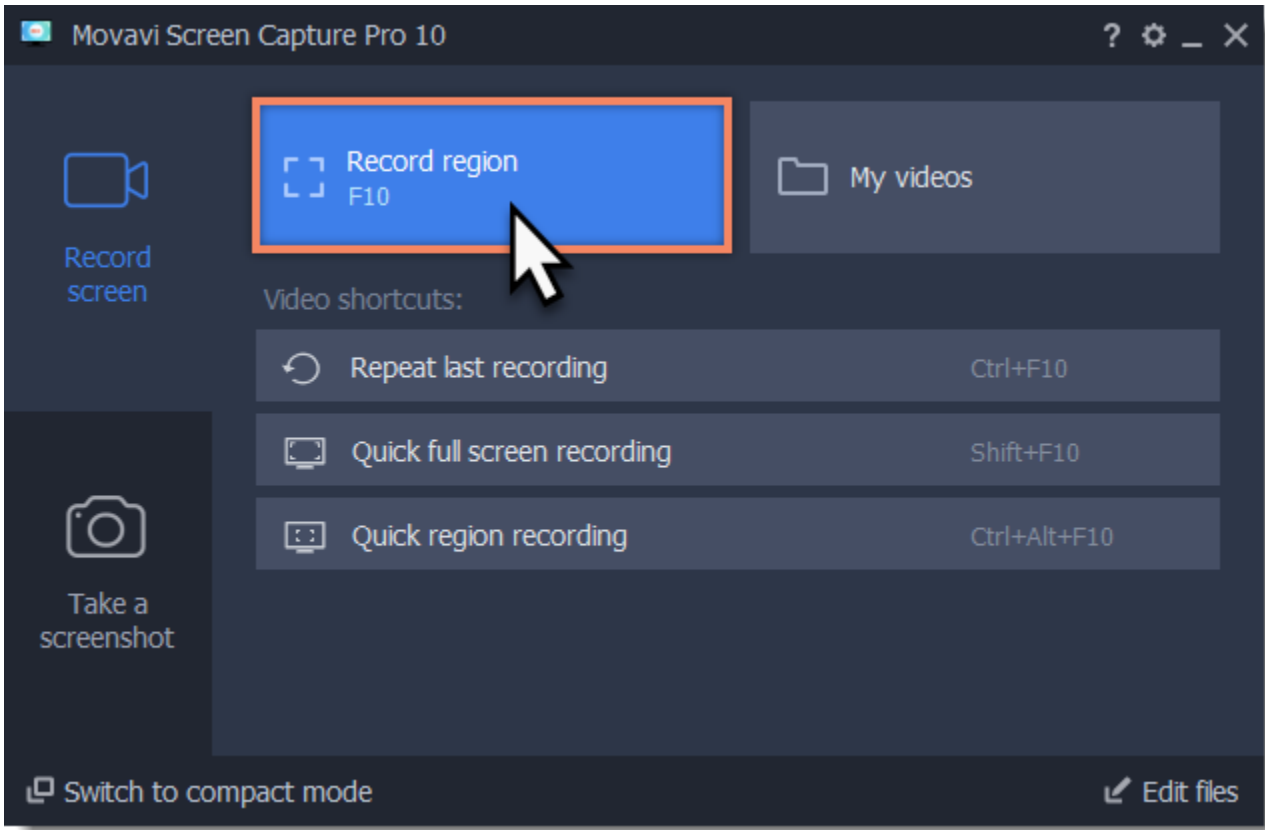 Movavi Screen Capture Pro 10
?
Record region
F10
My videos
Record
screen
Video shortcuts:
Repeat last recording Ctrl+F10
Quick full screen recording Shift+F10
Quick region recording Ctrl+Alt+F10
Take a
screenshot
Switch to compact mode
Edit files